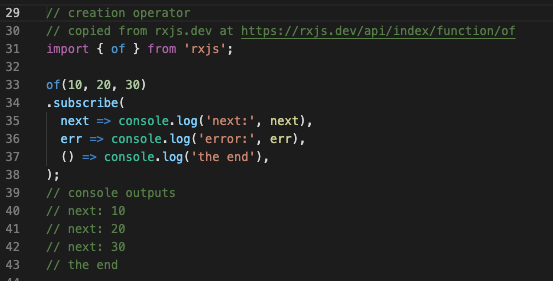 29 // creation operator
30 // copied from rxjs.dev at https://rxjs.dev/api/index/function/of
31 import { of } from 'rxjs';
32
33 of(10, 20, 30)
34 .subscribe(
35   next => console.log('next:', next),
36   err => console.log('error:', err),
37   () => console.log('the end'),
38 );
39 // console outputs
40 // next: 10
41 // next: 20
42 // next: 30
43 // the end